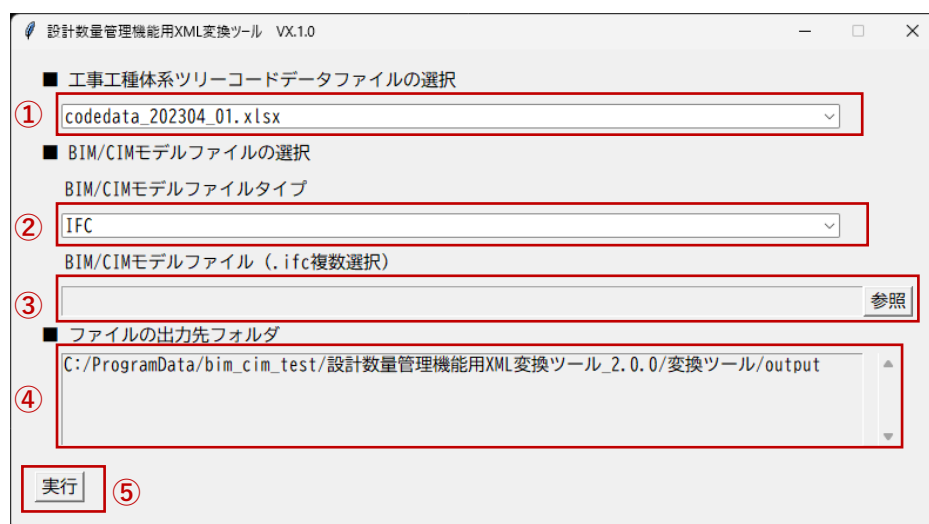 設計数量管理機能用XML変換ツール VX.1.0
■ 工事工種体系ツリーコードデータファイルの選択
① codedata_202304_01.xlsx
■ BIM/CIMモデルファイルの選択
BIM/CIMモデルファイルタイプ
② IFC
BIM/CIMモデルファイル (.ifc複数選択)
③ 参照
■ ファイルの出力先フォルダ
C:/ProgramData/bim_cim_test/設計数量管理機能用XML変換ツール_2.0.0/変換ツール/output
④
実行 ⑤